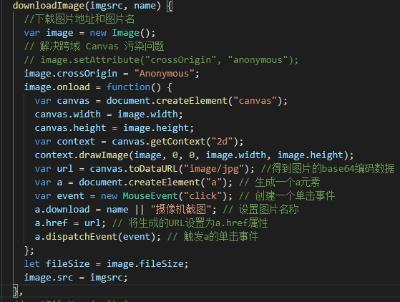 downloadImage(imgsrc, name) {
//下载图片地址和图片名
var image = new Image();
// 解决跨域 Canvas 污染问题
// image.setAttribute("crossOrigin", "anonymous");
image.crossOrigin = "Anonymous";
image.onload = function() {
var canvas = document.createElement("canvas");
canvas.width = image.width;
canvas.height = image.height;
var context = canvas.getContext("2d");
context.drawImage(image, 0, 0, image.width, image.height);
var url = canvas.toDataURL("image/jpg"); //得到图片的base64编码数据
var a = document.createElement("a"); // 生成一个a元素
var event = new MouseEvent("click"); // 创建一个单击事件
a.download = name || "摄像机截图"; // 设置图片名称
a.href = url; // 将生成的URL设置为a.href属性
a.dispatchEvent(event); // 触发a的单击事件
};
let fileSize = image.fileSize;
image.src = imgsrc;
},